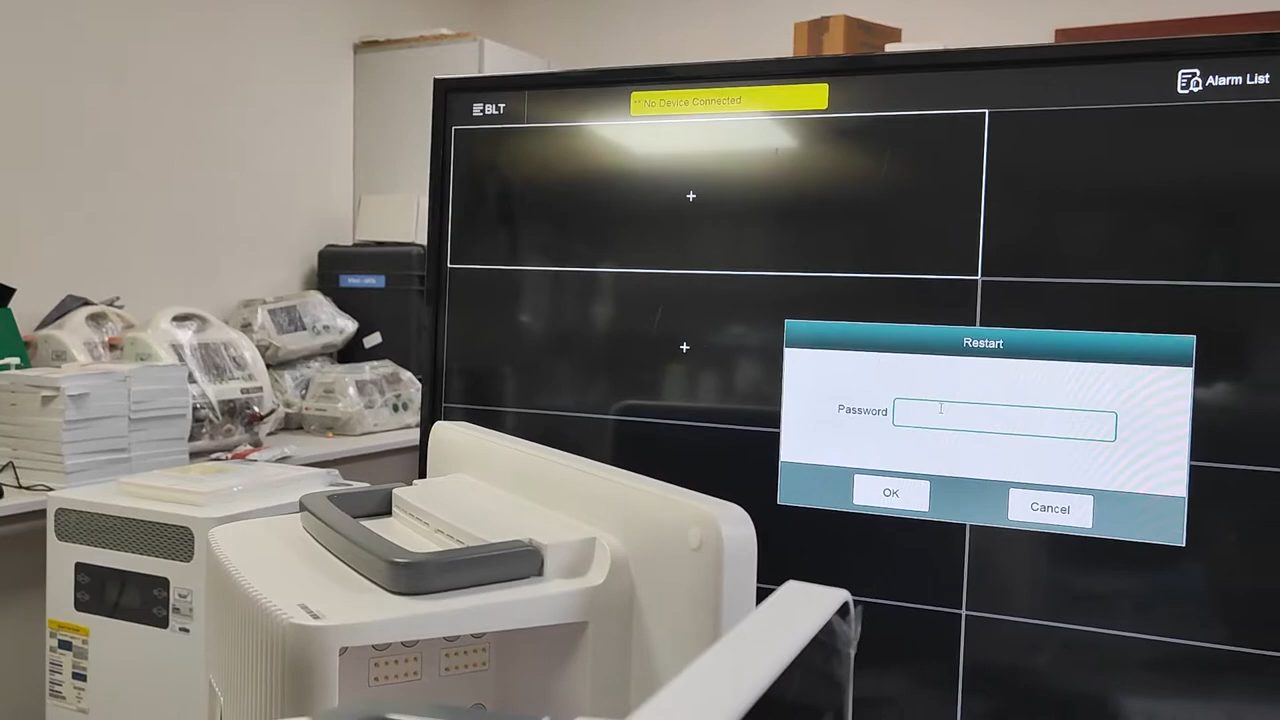 BLT
** No Device Connected
Alarm List
Restart
Password
OK
Cancel